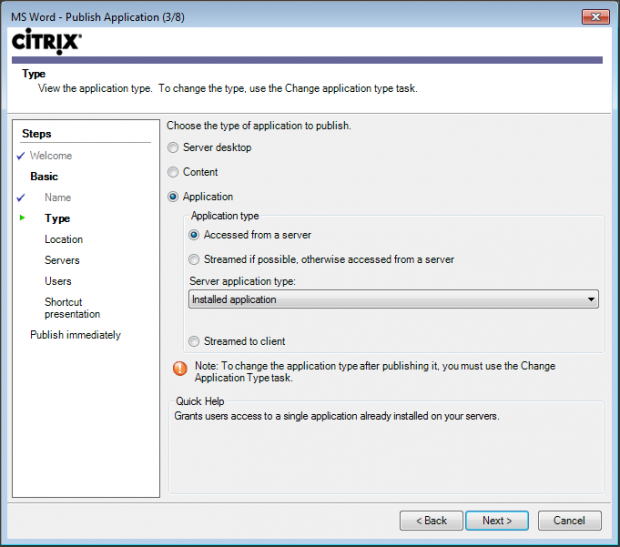 MS Word - Publish Application (3/8)
CITRIX
Type
View the application type. To change the type, use the Change application type task.
Steps
Welcome
Basic
Name
Type
Location
Servers
Users
Shortcut
presentation
Publish immediately
Choose the type of application to publish.
Server desktop
Content
Application
Application type
Accessed from a server
Streamed if possible, otherwise accessed from a server
Server application type:
Installed application
Streamed to client
Note: To change the application type after publishing it, you must use the Change
Application Type task.
Quick Help
Grants users access to a single application already installed on your servers.
< Back
Next >
Cancel